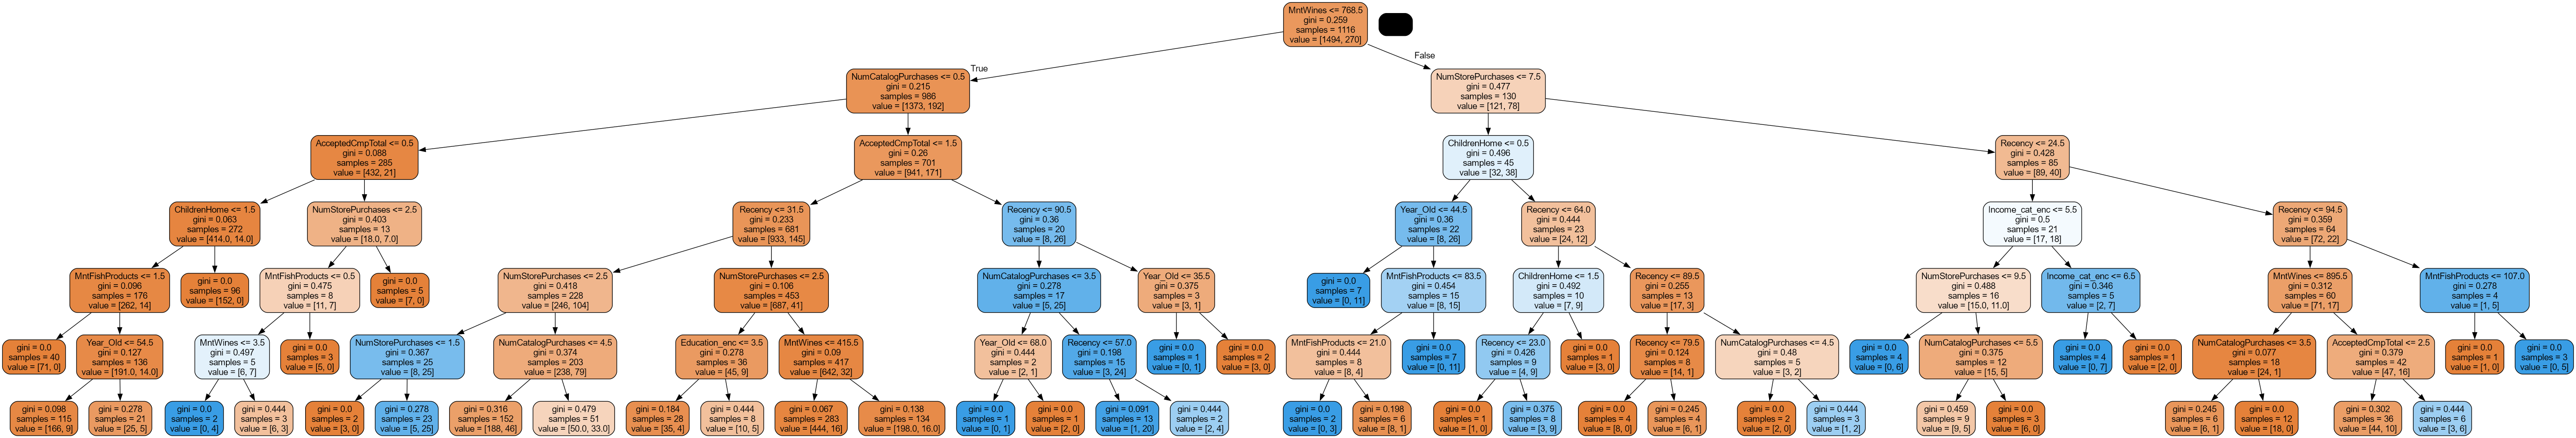 MntWines <= 768.5
gini = 0.259
samples = 1116
value = [1494, 270]
True
False
NumCatalogPurchases <= 0.5
gini = 0.215
samples = 986
value = [1373, 192]
NumStorePurchases <= 7.5
gini = 0.477
samples = 130
value = [121, 78]
AcceptedCmpTotal <= 0.5
gini = 0.088
samples = 285
value = [432, 21]
AcceptedCmpTotal <= 1.5
gini = 0.26
samples = 701
value = [941, 171]
ChildrenHome <= 0.5
gini = 0.496
samples = 45
value = [32, 38]
Recency <= 24.5
gini = 0.428
samples = 85
value = [89, 40]
ChildrenHome <= 1.5
gini = 0.063
samples = 272
value = [414.0, 14.0]
NumStorePurchases <= 2.5
gini = 0.403
samples = 13
value = [18.0, 7.0]
Recency <= 31.5
gini = 0.233
samples = 681
value = [933, 145]
Recency <= 90.5
gini = 0.36
samples = 20
value = [8, 26]
Year_Old <= 44.5
gini = 0.36
samples = 22
value = [8, 26]
Recency <= 64.0
gini = 0.444
samples = 23
value = [24, 12]
Income_cat_enc <= 5.5
gini = 0.5
samples = 21
value = [17, 18]
Recency <= 94.5
gini = 0.359
samples = 64
value = [72, 22]
MntFishProducts <= 1.5
gini = 0.096
samples = 176
value = [262, 14]
gini = 0.0
samples = 96
value = [152, 0]
MntFishProducts <= 0.5
gini = 0.475
samples = 8
value = [11, 7]
gini = 0.0
samples = 5
value = [7, 0]
NumStorePurchases <= 2.5
gini = 0.418
samples = 228
value = [246, 104]
NumStorePurchases <= 2.5
gini = 0.106
samples = 453
value = [687, 41]
NumCatalogPurchases <= 3.5
gini = 0.278
samples = 17
value = [5, 25]
Year_Old <= 35.5
gini = 0.375
samples = 3
value = [3, 1]
gini = 0.0
samples = 7
value = [0, 11]
MntFishProducts <= 83.5
gini = 0.454
samples = 15
value = [8, 15]
ChildrenHome <= 1.5
gini = 0.492
samples = 10
value = [7, 9]
Recency <= 89.5
gini = 0.255
samples = 13
value = [17, 3]
NumStorePurchases <= 9.5
gini = 0.488
samples = 16
value = [15.0, 11.0]
Income_cat_enc <= 6.5
gini = 0.346
samples = 5
value = [2, 7]
MntWines <= 895.5
gini = 0.312
samples = 60
value = [71, 17]
MntFishProducts <= 107.0
gini = 0.278
samples = 4
value = [1, 5]
gini = 0.0
samples = 40
value = [71, 0]
Year_Old <= 54.5
gini = 0.127
samples = 136
value = [191.0, 14.0]
MntWines <= 3.5
gini = 0.497
samples = 5
value = [6, 7]
gini = 0.0
samples = 3
value = [5, 0]
NumStorePurchases <= 1.5
gini = 0.367
samples = 25
value = [8, 25]
NumCatalogPurchases <= 4.5
gini = 0.374
samples = 203
value = [238, 79]
Education_enc <= 3.5
gini = 0.278
samples = 36
value = [45, 9]
MntWines <= 415.5
gini = 0.09
samples = 417
value = [642, 32]
Year_Old <= 68.0
gini = 0.444
samples = 2
value = [2, 1]
Recency <= 57.0
gini = 0.198
samples = 15
value = [3, 24]
gini = 0.0
samples = 1
value = [0, 1]
gini = 0.0
samples = 2
value = [3, 0]
MntFishProducts <= 21.0
gini = 0.444
samples = 8
value = [8, 4]
gini = 0.0
samples = 7
value = [0, 11]
Recency <= 23.0
gini = 0.426
samples = 9
value = [4, 9]
gini = 0.0
samples = 1
value = [3, 0]
Recency <= 79.5
gini = 0.124
samples = 8
value = [14, 1]
NumCatalogPurchases <= 4.5
gini = 0.48
samples = 5
value = [3, 2]
gini = 0.0
samples = 4
value = [0, 6]
NumCatalogPurchases <= 5.5
gini = 0.375
samples = 12
value = [15, 5]
gini = 0.0
samples = 4
value = [0, 7]
gini = 0.0
samples = 1
value = [2, 0]
NumCatalogPurchases <= 3.5
gini = 0.077
samples = 18
value = [24, 1]
AcceptedCmpTotal <= 2.5
gini = 0.379
samples = 42
value = [47, 16]
gini = 0.0
samples = 1
value = [1, 0]
gini = 0.0
samples = 3
value = [0, 5]
gini = 0.098
samples = 115
value = [166, 9]
gini = 0.278
samples = 21
value = [25, 5]
gini = 0.0
samples = 2
value = [0, 4]
gini = 0.444
samples = 3
value = [6, 3]
gini = 0.0
samples = 2
value = [3, 0]
gini = 0.278
samples = 23
value = [5, 25]
gini = 0.316
samples = 152
value = [188, 46]
gini = 0.479
samples = 51
value = [50.0, 33.0]
gini = 0.184
samples = 28
value = [35, 4]
gini = 0.444
samples = 8
value = [10, 5]
gini = 0.067
samples = 283
value = [444, 16]
gini = 0.138
samples = 134
value = [198.0, 16.0]
gini = 0.0
samples = 1
value = [0, 1]
gini = 0.0
samples = 1
value = [2, 0]
gini = 0.091
samples = 13
value = [1, 20]
gini = 0.444
samples = 2
value = [2, 4]
gini = 0.0
samples = 2
value = [0, 3]
gini = 0.198
samples = 6
value = [8, 1]
gini = 0.0
samples = 1
value = [1, 0]
gini = 0.375
samples = 8
value = [3, 9]
gini = 0.0
samples = 4
value = [8, 0]
gini = 0.245
samples = 4
value = [6, 1]
gini = 0.0
samples = 2
value = [2, 0]
gini = 0.444
samples = 3
value = [1, 2]
gini = 0.459
samples = 9
value = [9, 5]
gini = 0.0
samples = 3
value = [6, 0]
gini = 0.245
samples = 6
value = [6, 1]
gini = 0.0
samples = 12
value = [18, 0]
gini = 0.302
samples = 36
value = [44, 10]
gini = 0.444
samples = 6
value = [3, 6]